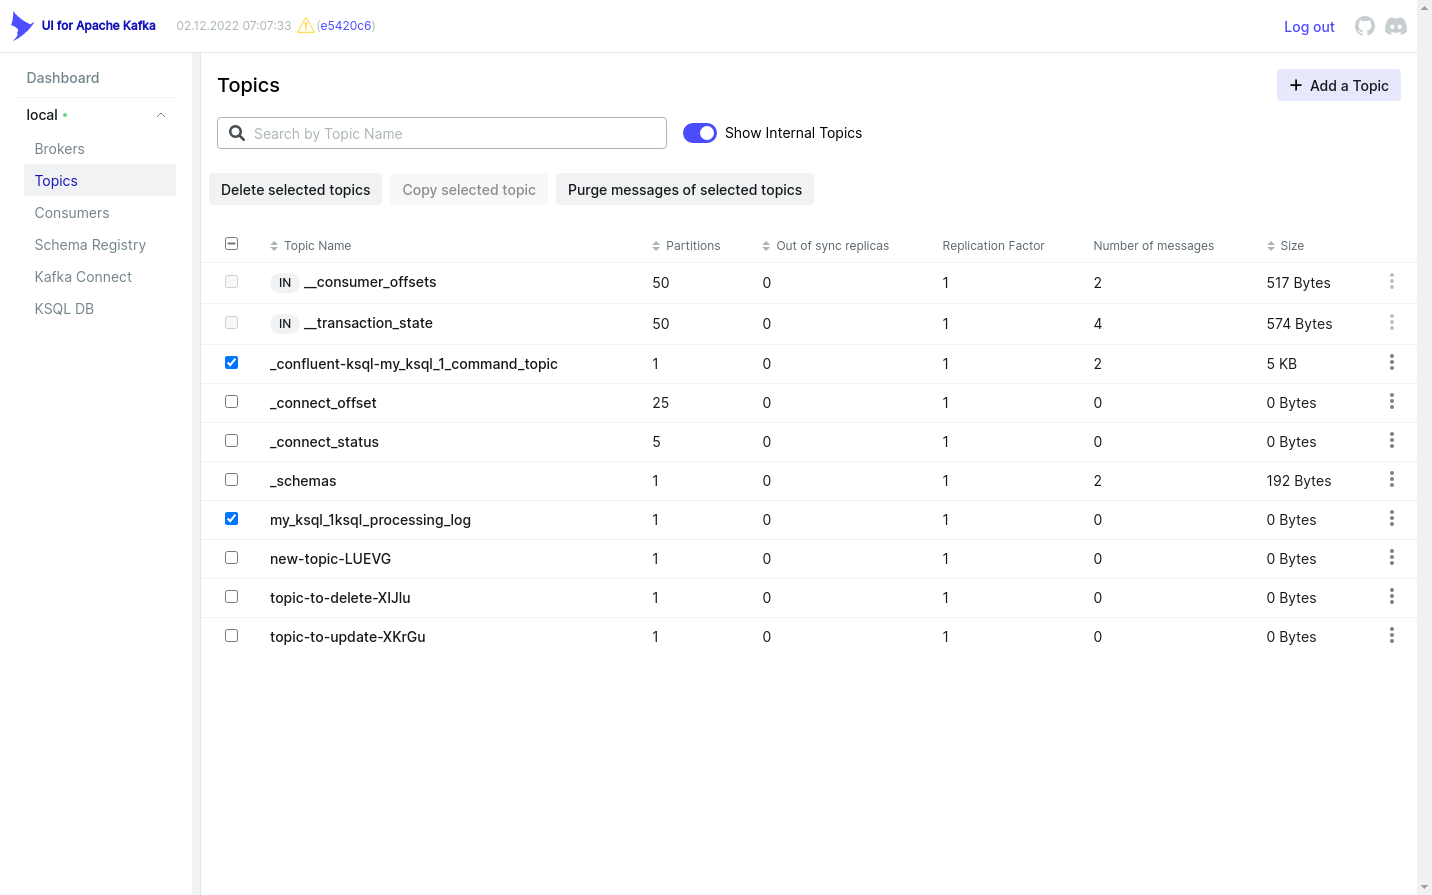 UI for Apache Kafka 02.12.2022 07:07:33 (e5420c6) Log out
Dashboard
local
Brokers
Topics
Consumers
Schema Registry
Kafka Connect
KSQL DB
Topics
Add a Topic
Search by Topic Name
Show Internal Topics
Delete selected topics Copy selected topic Purge messages of selected topics
Topic Name Partitions Out of sync replicas Replication Factor Number of messages Size
IN __consumer_offsets 50 0 1 2 517 Bytes
IN __transaction_state 50 0 1 4 574 Bytes
_confluent-ksql-my_ksql_1_command_topic 1 0 1 2 5 KB
_connect_offset 25 0 1 0 0 Bytes
_connect_status 5 0 1 0 0 Bytes
_schemas 1 0 1 2 192 Bytes
my_ksql_1ksql_processing_log 1 0 1 0 0 Bytes
new-topic-LUEVG 1 0 1 0 0 Bytes
topic-to-delete-XIJlu 1 0 1 0 0 Bytes
topic-to-update-XKrGu 1 0 1 0 0 Bytes